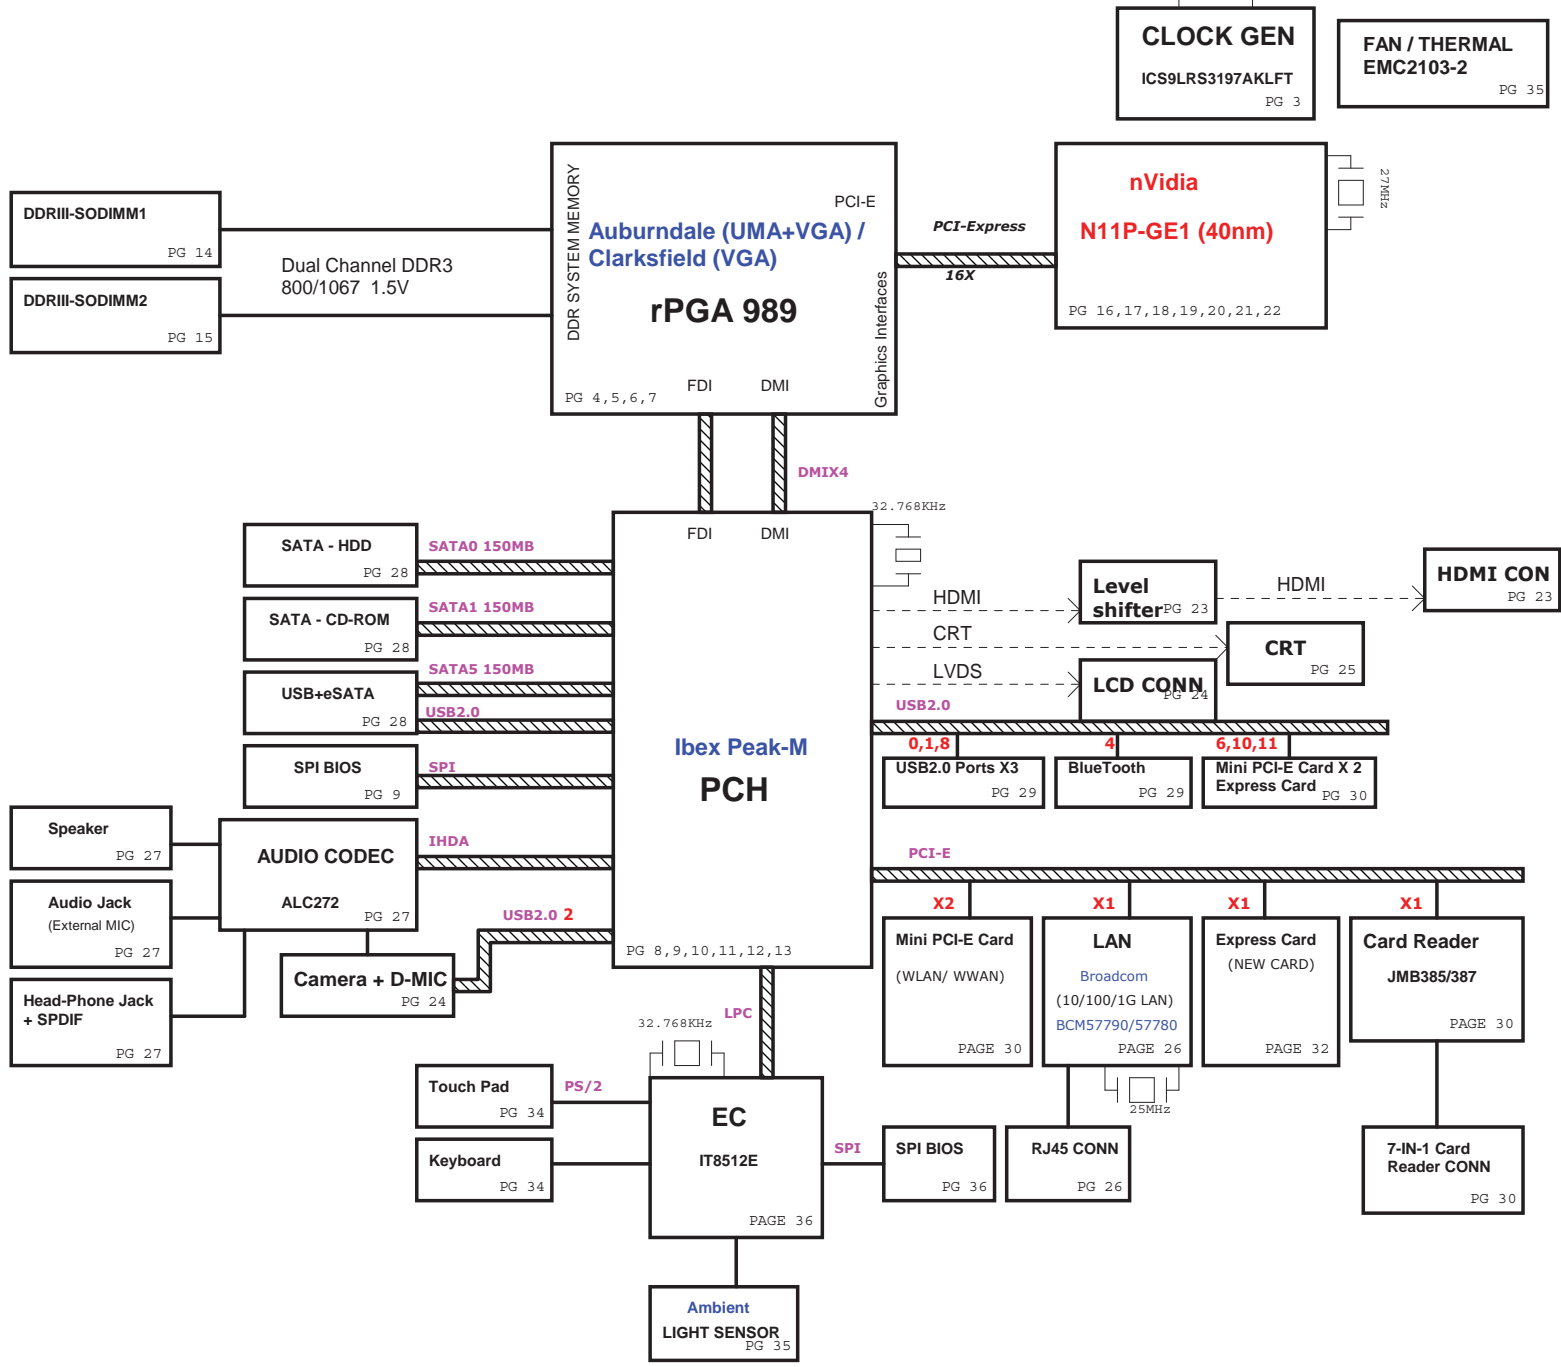 CLOCK GEN
ICS9LRS3197AKLFT
PG 3
FAN / THERMAL
EMC2103-2
PG 35
DDRIII-SODIMM1
PG 14
DDRIII-SODIMM2
PG 15
Dual Channel DDR3
800/1067 1.5V
DDR SYSTEM MEMORY
PCI-E
Auburndale (UMA+VGA) /
Clarksfield (VGA)
rPGA 989
Graphics Interfaces
FDI DMI
PG 4,5,6,7
PCI-Express
16X
nVidia
N11P-GE1 (40nm)
PG 16,17,18,19,20,21,22
27MHz
DMIX4
32.768KHz
FDI DMI
Ibex Peak-M
PCH
PG 8,9,10,11,12,13
SATA - HDD
PG 28
SATA0 150MB
SATA - CD-ROM
PG 28
SATA1 150MB
USB+eSATA
PG 28
SATA5 150MB
USB2.0
SPI BIOS
PG 9
SPI
HDMI
Level
shifter
PG 23
HDMI
HDMI CON
PG 23
CRT
CRT
PG 25
LVDS
LCD CONN
PG 24
USB2.0
0,1,8
USB2.0 Ports X3
PG 29
4
BlueTooth
PG 29
6,10,11
Mini PCI-E Card X 2
Express Card
PG 30
Speaker
PG 27
Audio Jack
(External MIC)
PG 27
Head-Phone Jack
+ SPDIF
PG 27
AUDIO CODEC
ALC272
PG 27
IHDA
USB2.0 2
Camera + D-MIC
PG 24
PCI-E
X2
Mini PCI-E Card
(WLAN/ WWAN)
PAGE 30
X1
LAN
Broadcom
(10/100/1G LAN)
BCM57790/57780
PAGE 26
25MHz
X1
Express Card
(NEW CARD)
PAGE 32
X1
Card Reader
JMB385/387
PAGE 30
LPC
32.768KHz
Touch Pad
PG 34
PS/2
Keyboard
PG 34
EC
IT8512E
PAGE 36
SPI
SPI BIOS
PG 36
RJ45 CONN
PG 26
7-IN-1 Card
Reader CONN
PG 30
Ambient
LIGHT SENSOR
PG 35